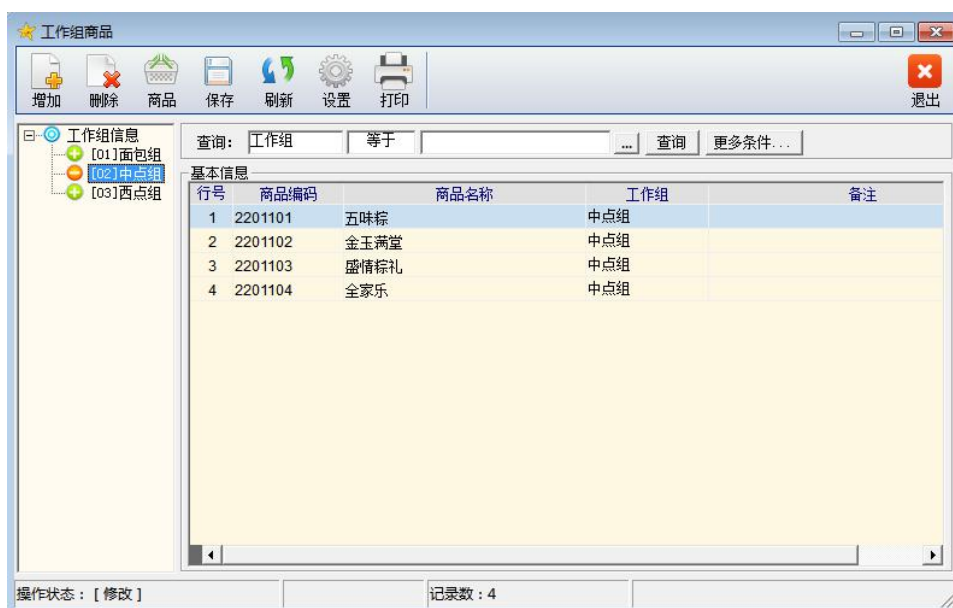 工作组商品
增加 删除 商品 保存 刷新 设置 打印 退出
工作组信息
[01]面包组
[02]中点组
[03]西点组
查询: 工作组 等于 ... 查询 更多条件...
基本信息
行号 商品编码 商品名称 工作组 备注
1 2201101 五味粽 中点组
2 2201102 金玉满堂 中点组
3 2201103 盛情粽礼 中点组
4 2201104 全家乐 中点组
操作状态：[修改] 记录数：4